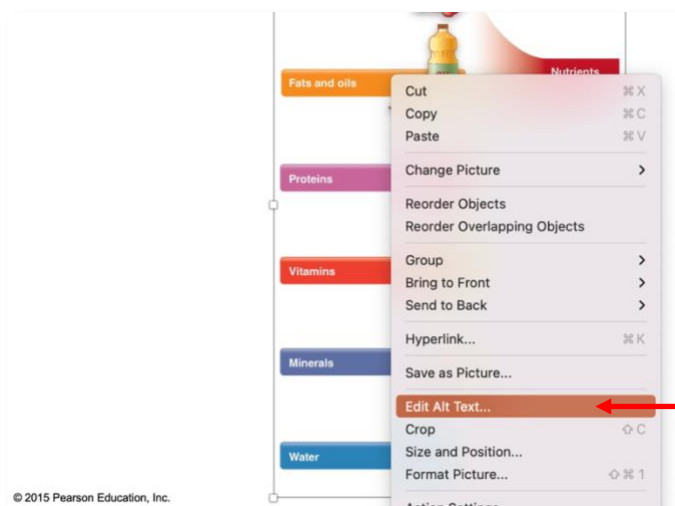 Nutrients
Fats and oils
Cut ⌘ X
Copy ⌘ C
Paste ⌘ V
Change Picture >
Proteins
Reorder Objects
Reorder Overlapping Objects
Group >
Vitamins
Bring to Front >
Send to Back >
Hyperlink... ⌘ K
Minerals
Save as Picture...
Edit Alt Text...
Crop ⇧ C
Size and Position...
Water
Format Picture... ⇧ ⌘ 1
Action Settings
© 2015 Pearson Education, Inc.